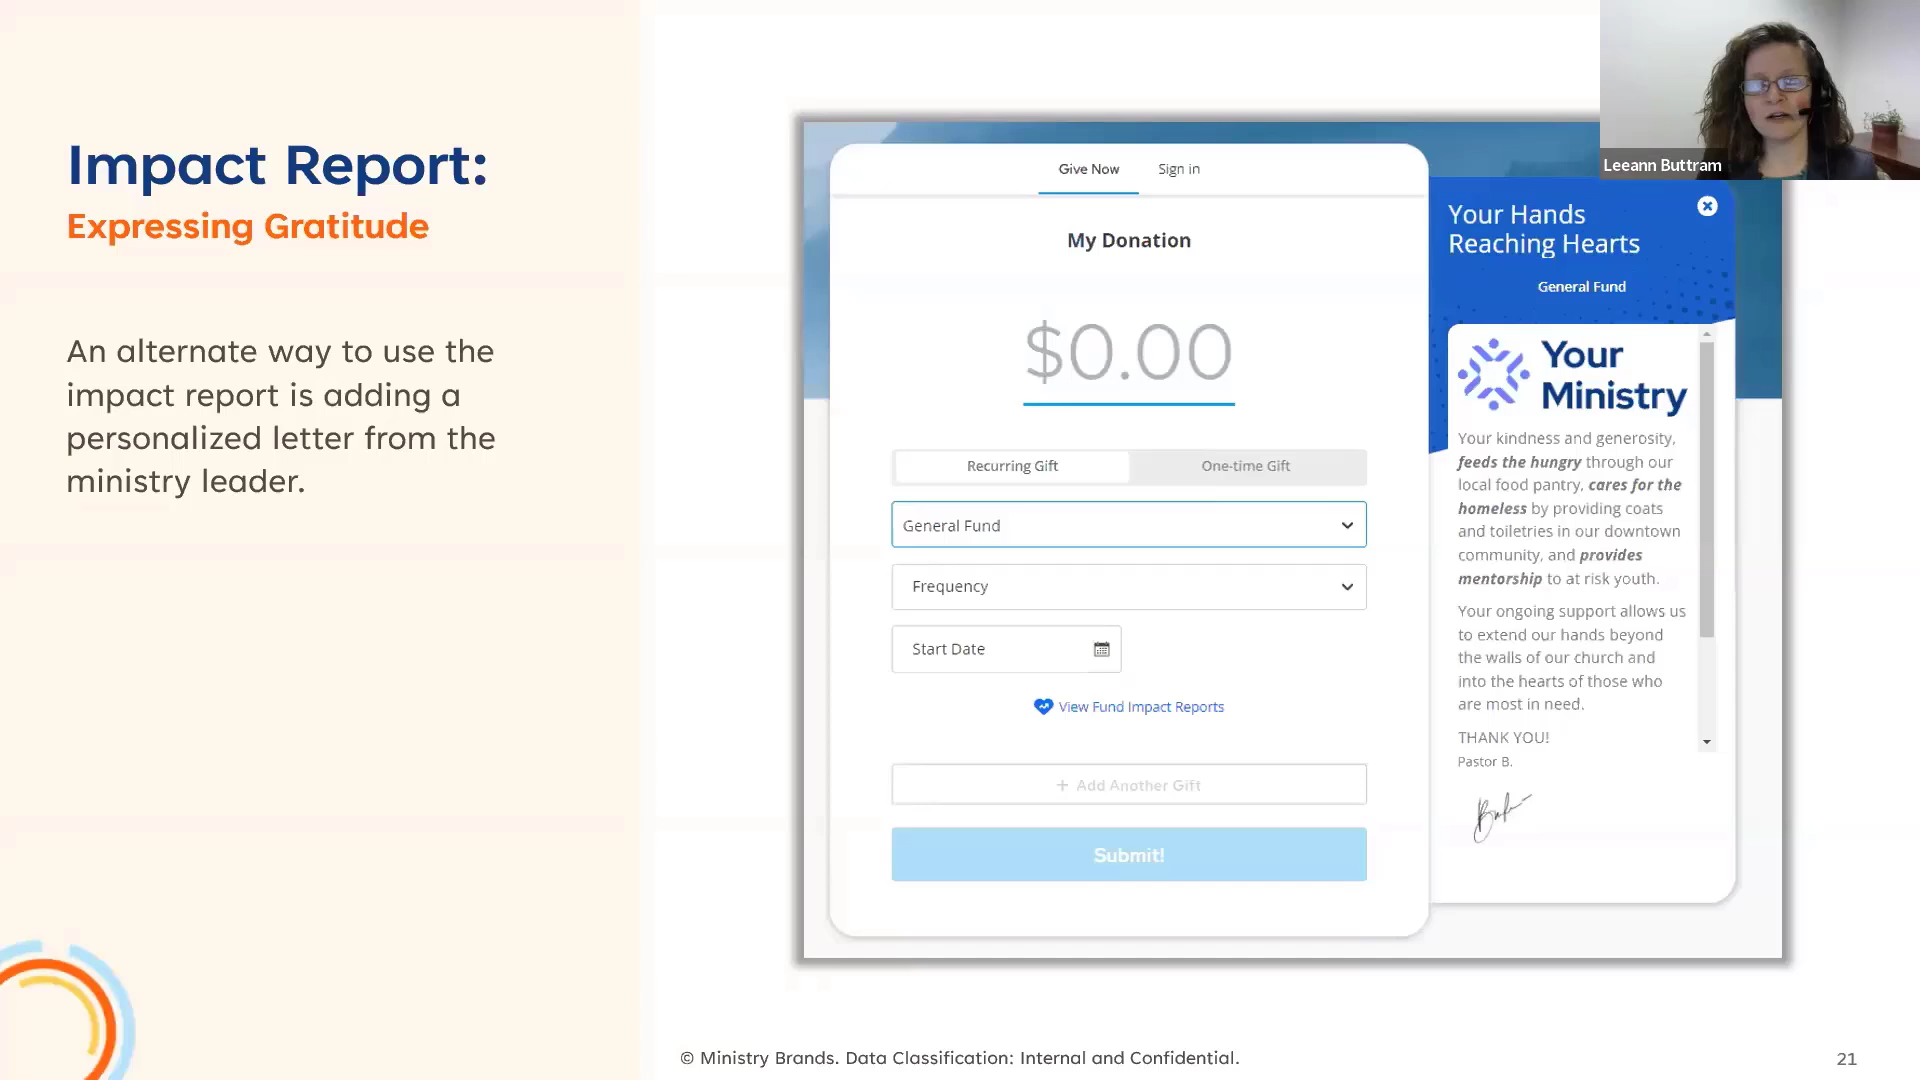 Impact Report:
Expressing Gratitude
An alternate way to use the
impact report is adding a
personalized letter from the
ministry leader.
Give Now
Sign in
My Donation
$0.00
Recurring Gift
One-time Gift
General Fund
Frequency
Start Date
View Fund Impact Reports
+ Add Another Gift
Submit!
Leeann Buttram
Your Hands
Reaching Hearts
General Fund
Your
Ministry
Your kindness and generosity,
feeds the hungry through our
local food pantry, cares for the
homeless by providing coats
and toiletries in our downtown
community, and provides
mentorship to at risk youth.
Your ongoing support allows us
to extend our hands beyond
the walls of our church and
into the hearts of those who
are most in need.
THANK YOU!
Pastor B.
© Ministry Brands. Data Classification: Internal and Confidential.
21